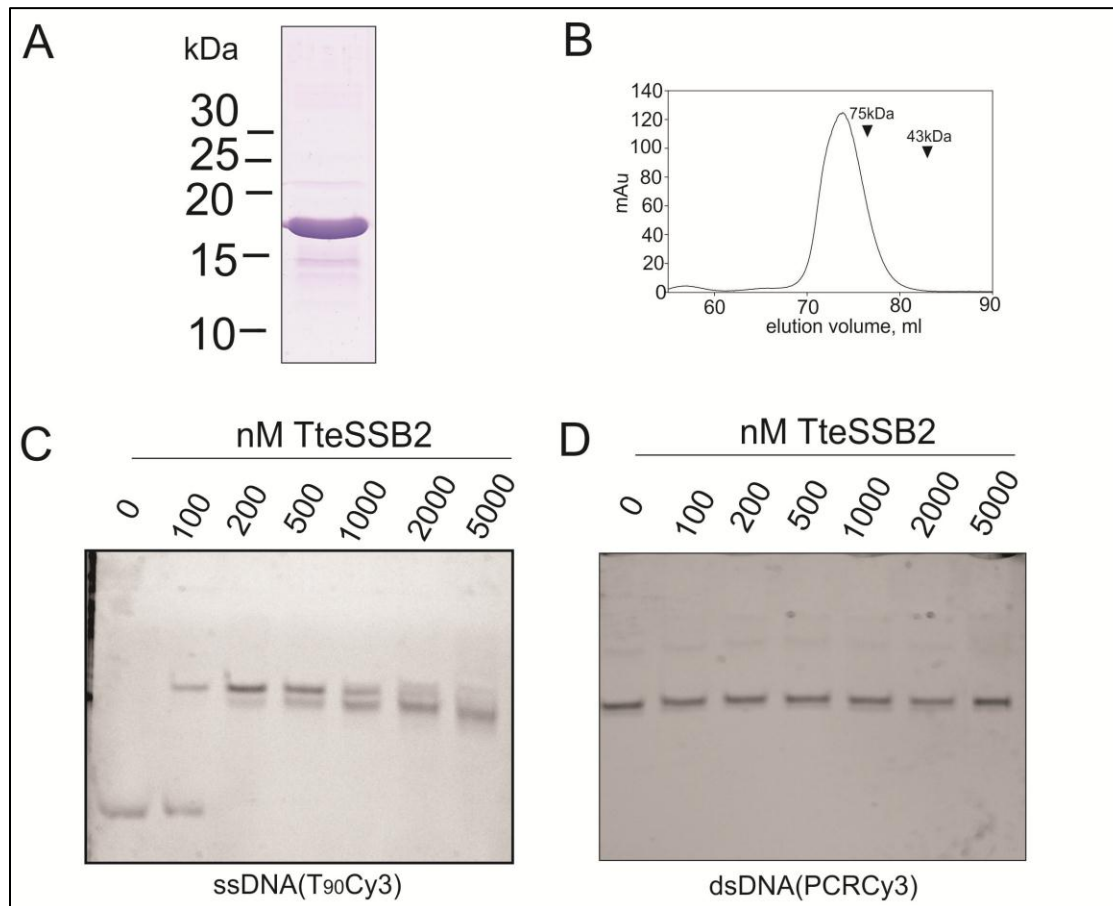 A
kDa
30
25
20
15
10
B
140
120
100
80
60
40
20
0
mAu
75kDa
43kDa
60 70 80 90
elution volume, ml
C
nM TteSSB2
0 100 200 500 1000 2000 5000
ssDNA(T90Cy3)
D
nM TteSSB2
0 100 200 500 1000 2000 5000
dsDNA(PCRCy3)